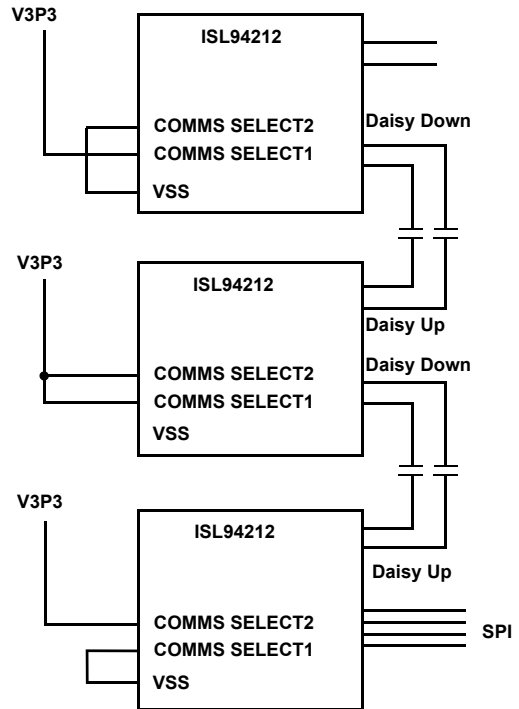 V3P3
ISL94212
COMMS SELECT2
COMMS SELECT1
VSS
Daisy Down
V3P3
ISL94212
Daisy Up
Daisy Down
COMMS SELECT2
COMMS SELECT1
VSS
V3P3
ISL94212
Daisy Up
COMMS SELECT2
COMMS SELECT1
VSS
SPI